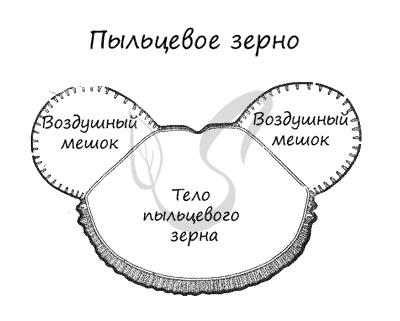 Пыльцевое зерно
Воздушный
мешок
Воздушный
мешок
Тело
пыльцевого
зерна